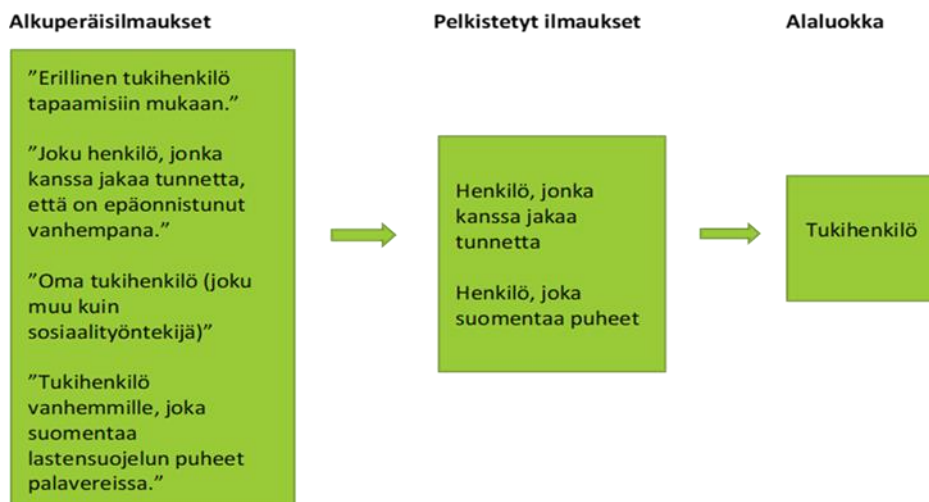 Alkuperäisilmaukset
”Erillinen tukihenkilö
tapaamisiin mukaan.”
”Joku henkilö, jonka
kanssa jakaa tunnetta,
että on epäonnistunut
vanhempana.”
”Oma tukihenkilö (joku
muu kuin
sosiaalityöntekijä)”
”Tukihenkilö
vanhemmille, joka
suomentaa
lastensuojelun puheet
palavereissa.”
Pelkistetyt ilmaukset
Henkilö, jonka
kanssa jakaa
tunnetta
Henkilö, joka
suomentaa puheet
Alaluokka
Tukihenkilö